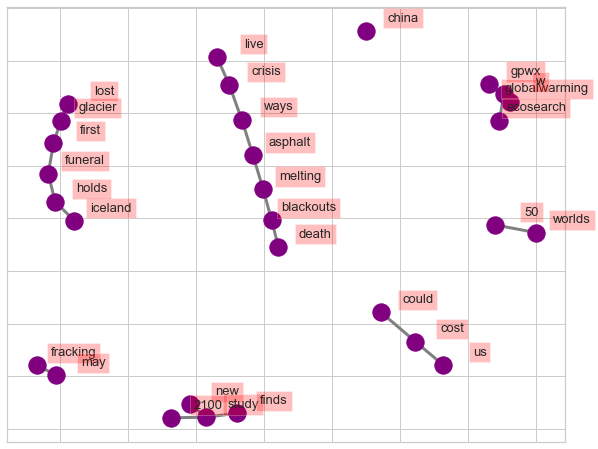 china
live
crisis
gpwx
w
globalwarming
ecosearch
lost
glacier
ways
first
asphalt
funeral
melting
holds
iceland
blackouts
50
worlds
death
could
cost
us
fracking
may
new
2100
study
finds